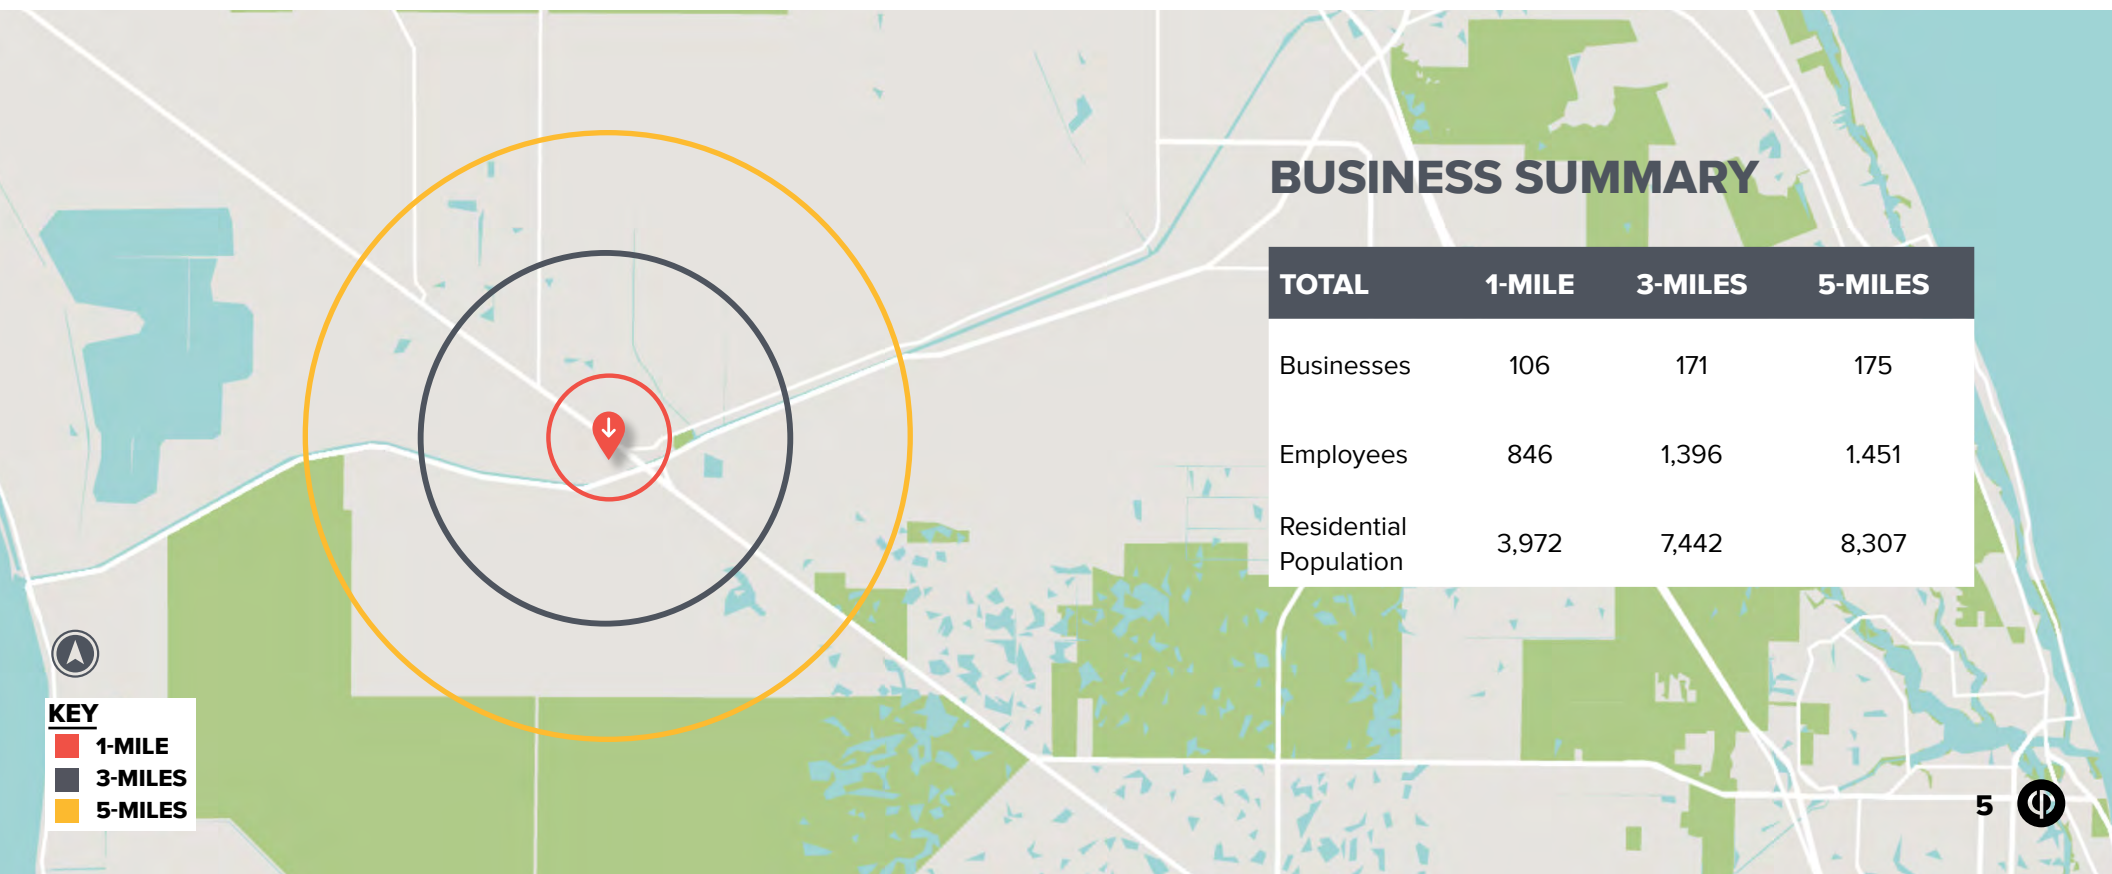 BUSINESS SUMMARY
TOTAL 1-MILE 3-MILES 5-MILES
Businesses 106 171 175
Employees 846 1,396 1.451
Residential
Population 3,972 7,442 8,307
KEY
1-MILE
3-MILES
5-MILES
5